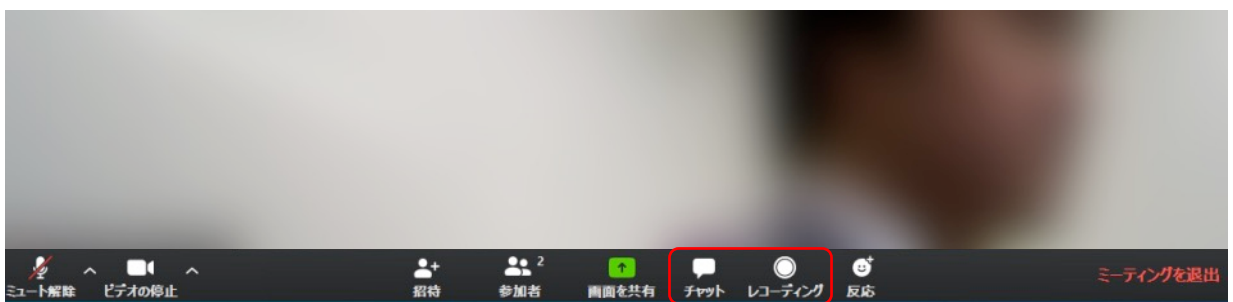 ミュート解除
ビデオの停止
招待
参加者
2
画面を共有
チャット
レコーディング
反応
ミーティングを退出